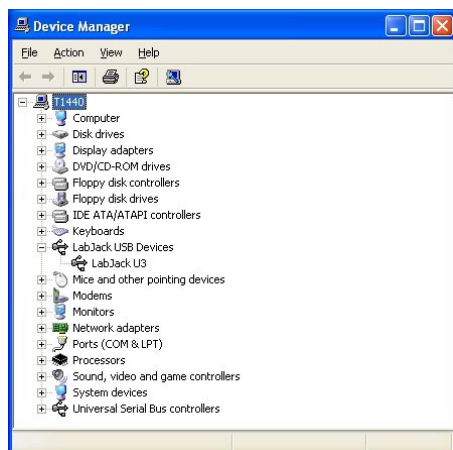 Device Manager
File Action View Help
T1440
Computer
Disk drives
Display adapters
DVD/CD-ROM drives
Floppy disk controllers
Floppy disk drives
IDE ATA/ATAPI controllers
Keyboards
LabJack USB Devices
LabJack U3
Mice and other pointing devices
Modems
Monitors
Network adapters
Ports (COM & LPT)
Processors
Sound, video and game controllers
System devices
Universal Serial Bus controllers